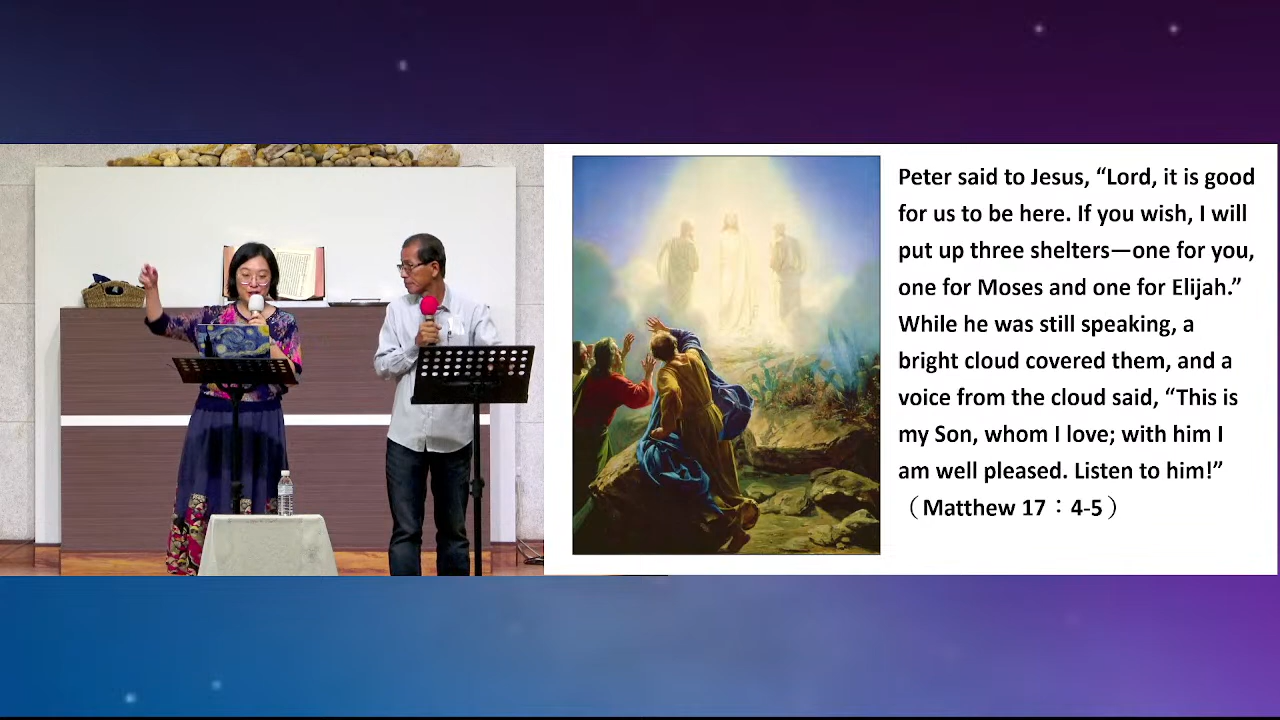 Peter said to Jesus, “Lord, it is good
for us to be here. If you wish, I will
put up three shelters—one for you,
one for Moses and one for Elijah.”
While he was still speaking, a
bright cloud covered them, and a
voice from the cloud said, “This is
my Son, whom I love; with him I
am well pleased. Listen to him!”
（Matthew 17：4-5）